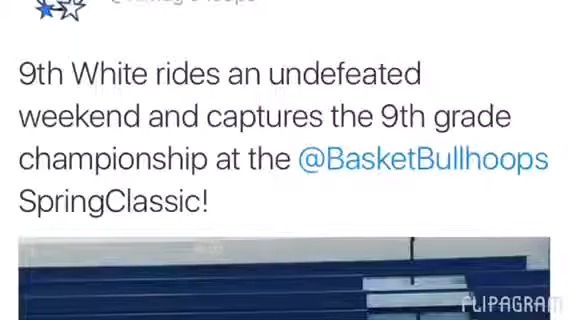 9th White rides an undefeated
weekend and captures the 9th grade
championship at the @BasketBullhoops
SpringClassic!
FLIPAGRAM